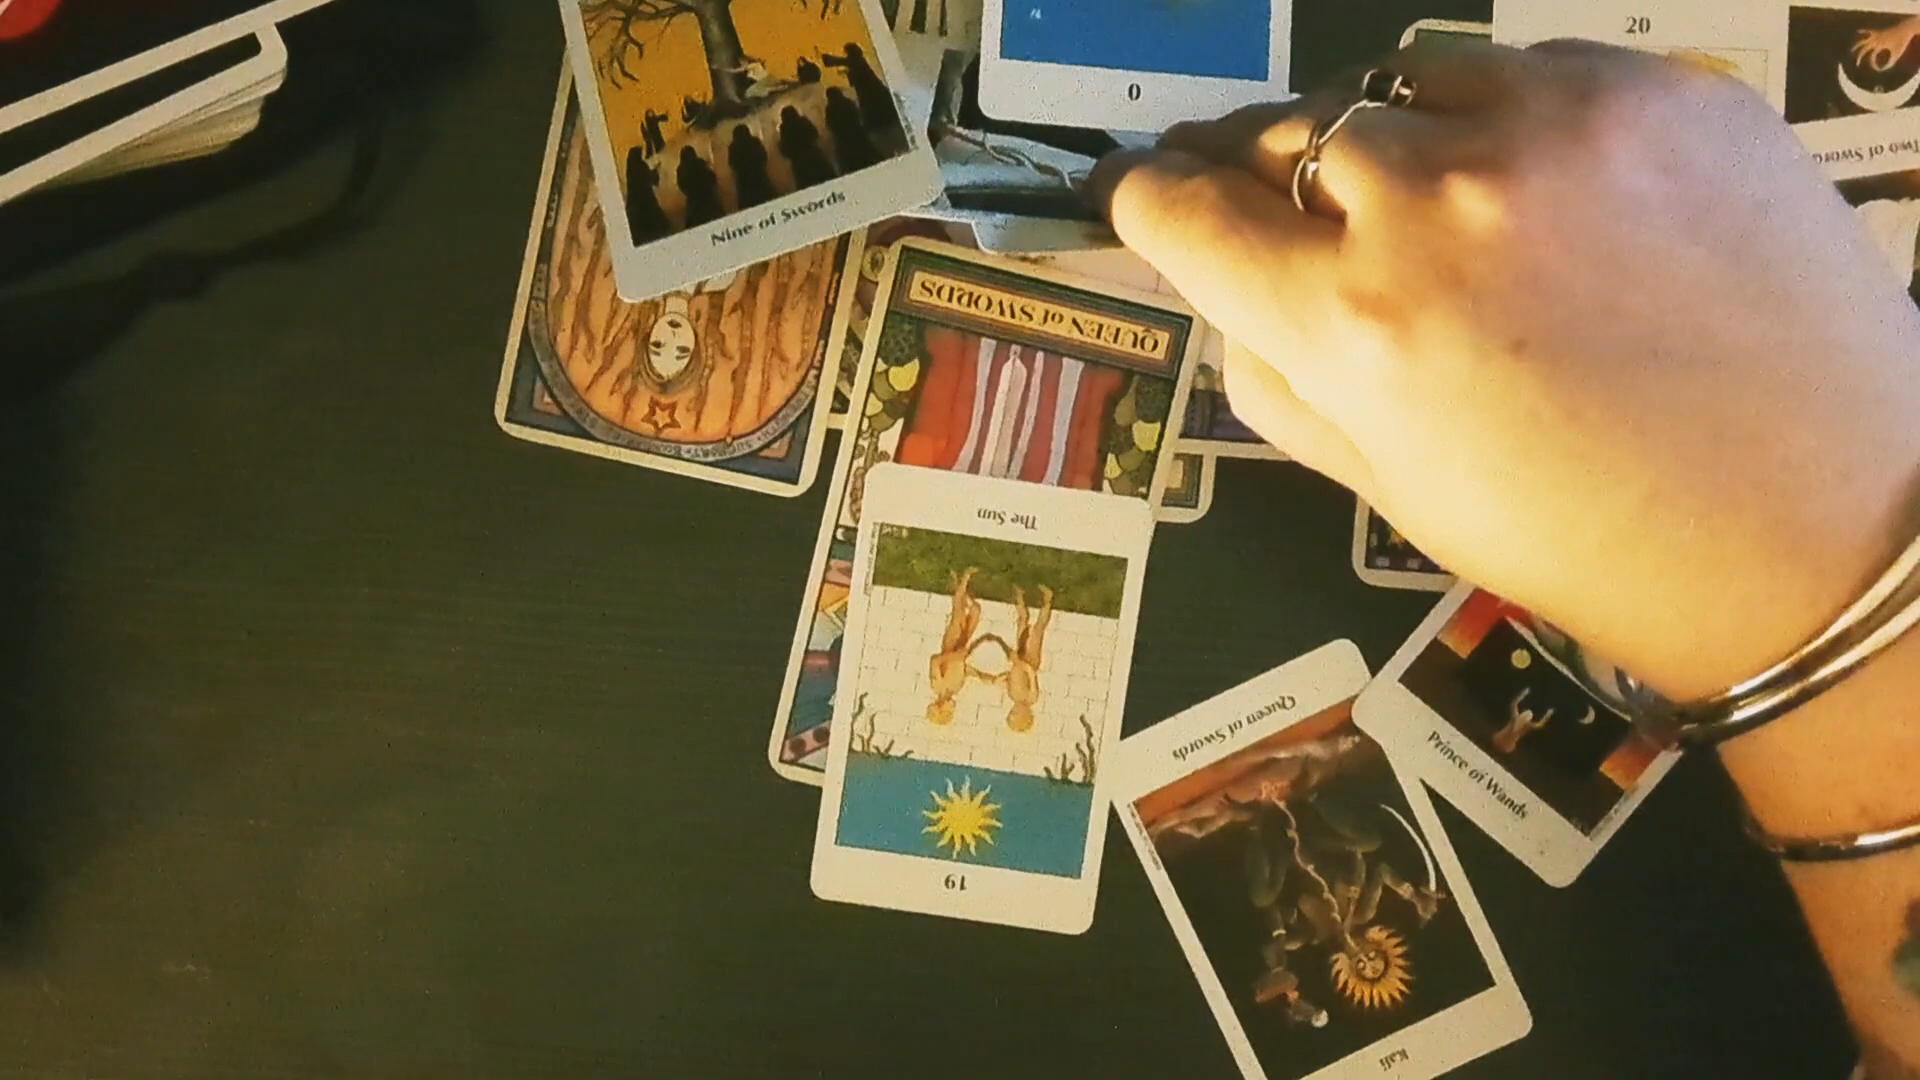 20
0
Two of Swords
Nine of Swords
QUEEN of SWORDS
The Sun
19
Queen of Swords
Kali
Prince of Wands